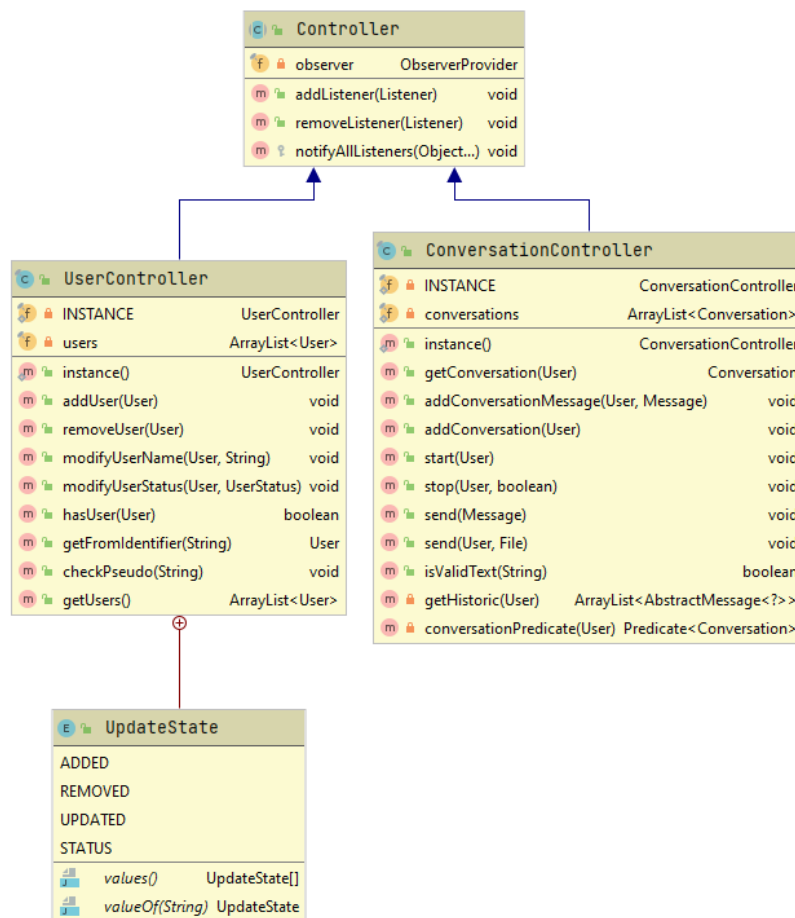 Controller
observer ObserverProvider
addListener(Listener) void
removeListener(Listener) void
notifyAllListeners(Object...) void
UserController
INSTANCE UserController
users ArrayList<User>
instance() UserController
addUser(User) void
removeUser(User) void
modifyUserName(User, String) void
modifyUserStatus(User, UserStatus) void
hasUser(User) boolean
getFromIdentifier(String) User
checkPseudo(String) void
getUsers() ArrayList<User>
ConversationController
INSTANCE ConversationController
conversations ArrayList<Conversation>
instance() ConversationController
getConversation(User) Conversation
addConversationMessage(User, Message) void
addConversation(User) void
start(User) void
stop(User, boolean) void
send(Message) void
send(User, File) void
isValidText(String) boolean
getHistoric(User) ArrayList<AbstractMessage<?>>
conversationPredicate(User) Predicate<Conversation>
UpdateState
ADDED
REMOVED
UPDATED
STATUS
values() UpdateState[]
valueOf(String) UpdateState